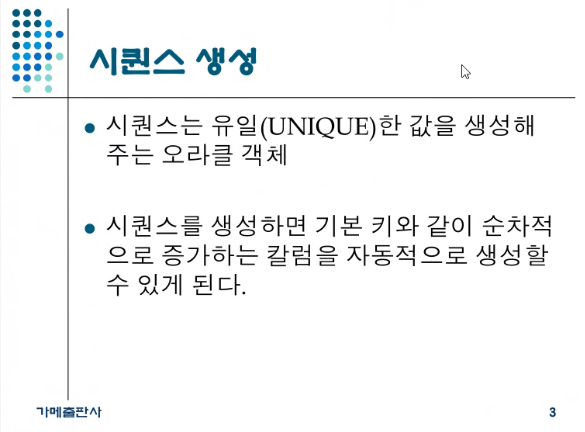 시퀀스 생성
시퀀스는 유일(UNIQUE)한 값을 생성해
주는 오라클 객체
시퀀스를 생성하면 기본 키와 같이 순차적
으로 증가하는 칼럼을 자동적으로 생성할
수 있게 된다.
가메출판사 3